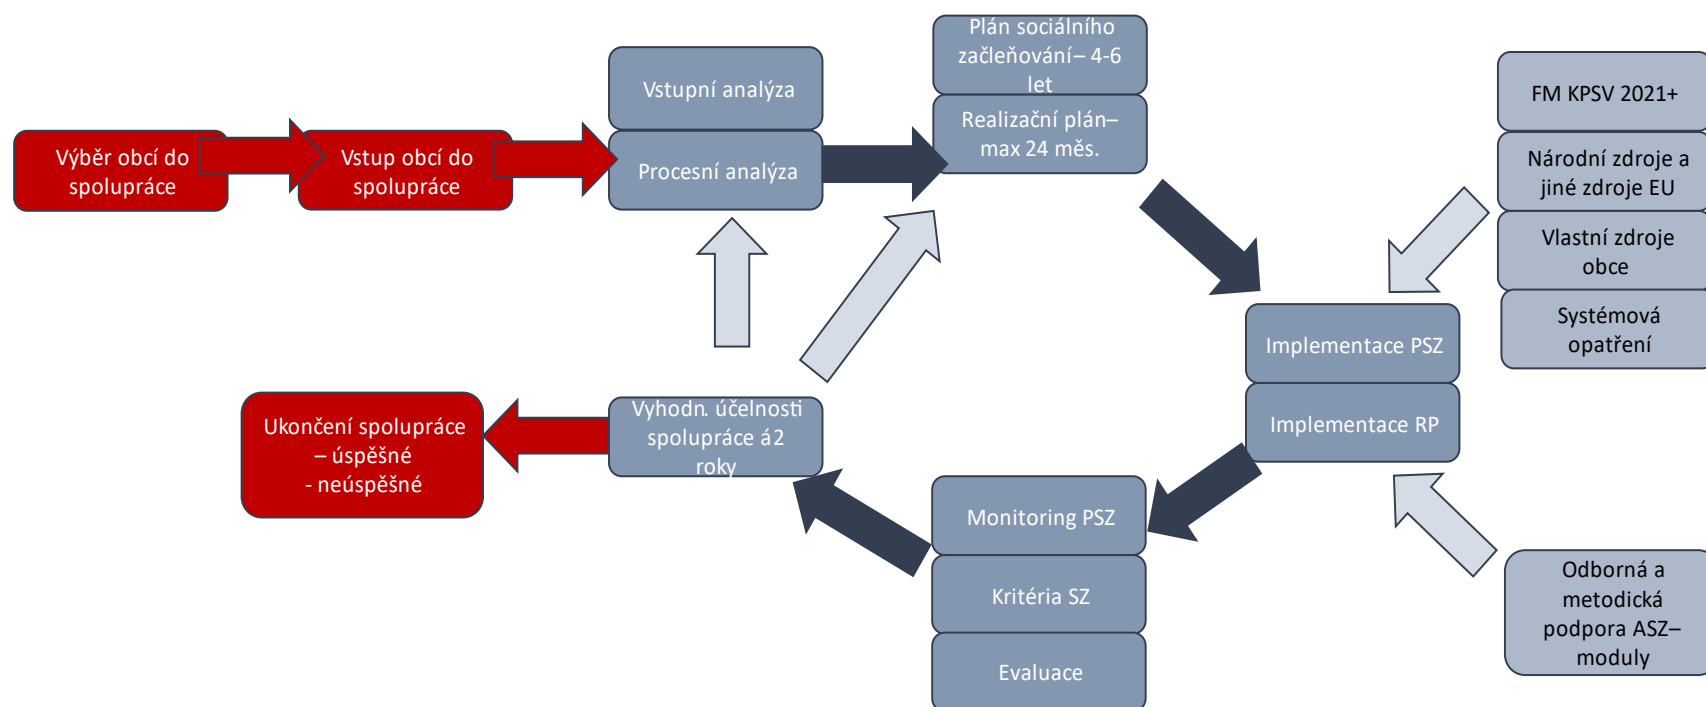 Výběr obcí do
spolupráce
Vstup obcí do
spolupráce
Vstupní analýza
Procesní analýza
Plán sociálního
začleňování– 4-6
let
Realizační plán–
max 24 měs.
FM KPSV 2021+
Národní zdroje a
jiné zdroje EU
Vlastní zdroje
obce
Systémová
opatření
Implementace PSZ
Implementace RP
Odborná a
metodická
podpora ASZ–
moduly
Monitoring PSZ
Kritéria SZ
Evaluace
Vyhodn. účelnosti
spolupráce á2
roky
Ukončení spolupráce
– úspěšné
- neúspěšné